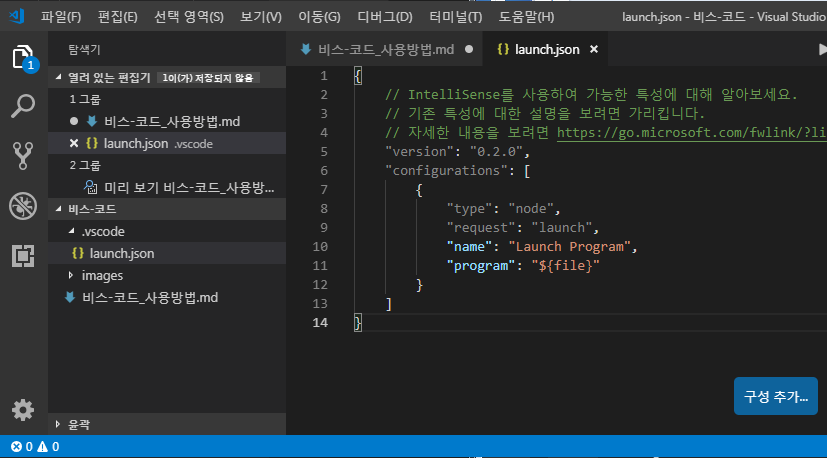 파일(F) 편집(E) 선택 영역(S) 보기(V) 이동(G) 디버그(D) 터미널(T) 도움말(H) launch.json - 비스-코드 - Visual Studio
탐색기
1
열려 있는 편집기 1이(가) 저장되지 않음
1 그룹
비스-코드_사용방법.md
launch.json .vscode
2 그룹
미리 보기 비스-코드_사용방...
비스-코드
.vscode
{} launch.json
images
비스-코드_사용방법.md
윤곽
비스-코드_사용방법.md
{} launch.json ×
1 {
2 // IntelliSense를 사용하여 가능한 특성에 대해 알아보세요.
3 // 기존 특성에 대한 설명을 보려면 가리킵니다.
4 // 자세한 내용을 보려면 https://go.microsoft.com/fwlink/?li
5 "version": "0.2.0",
6 "configurations": [
7 {
8 "type": "node",
9 "request": "launch",
10 "name": "Launch Program",
11 "program": "${file}"
12 }
13 ]
14 }
구성 추가...
0 0